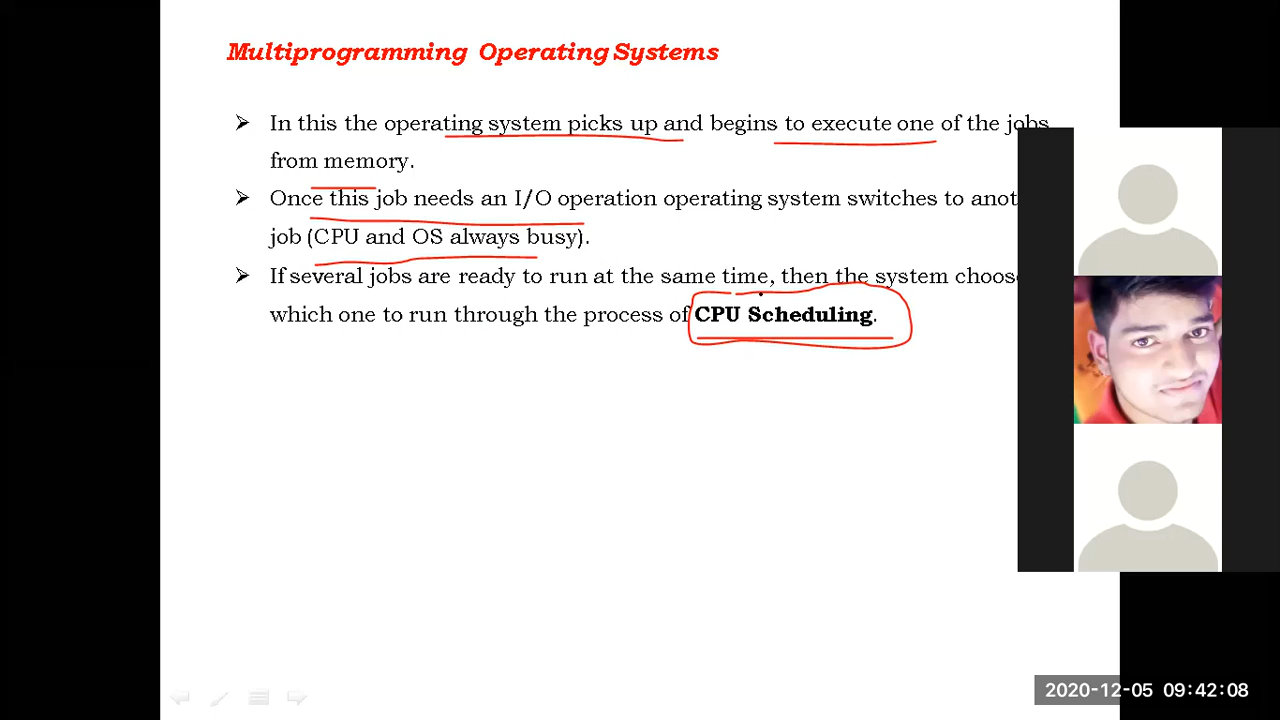 Multiprogramming Operating Systems
In this the operating system picks up and begins to execute one of the jobs
from memory.
Once this job needs an I/O operation operating system switches to
job (CPU and OS always busy).
If several jobs are ready to run at the same time, then the system
which one to run through the process of CPU Scheduling.
2020-12-05 09:42:08